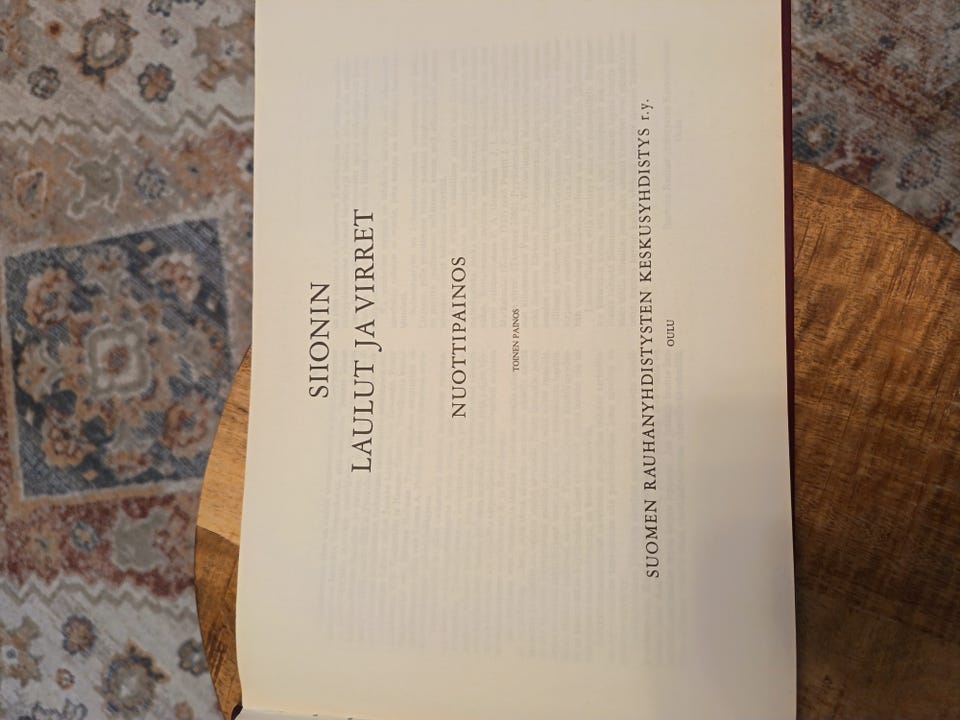 SIIONIN
LAULUT JA VIRRET
NUOTTIPAINOS
TOINEN PAINOS
SUOMEN RAUHANYHDISTYSTEN KESKUSYHDISTYS r.y.
OULU